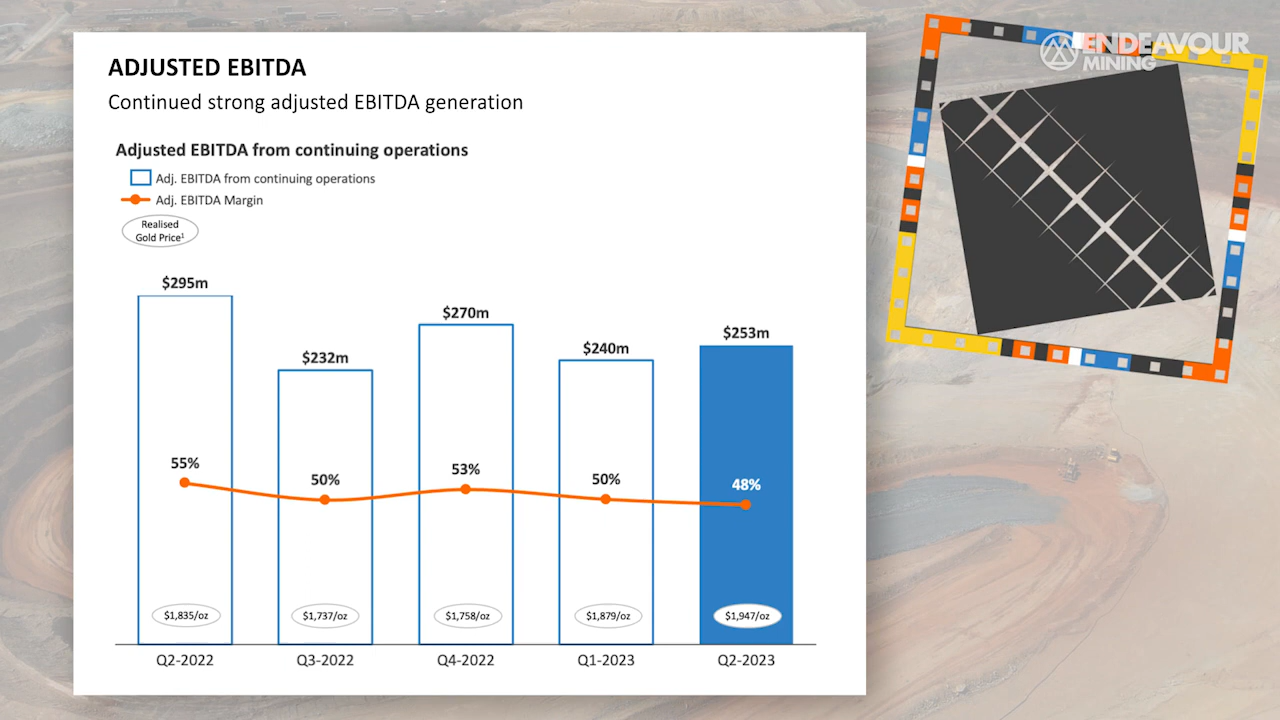 ADJUSTED EBITDA
Continued strong adjusted EBITDA generation
Adjusted EBITDA from continuing operations
Adj. EBITDA from continuing operations
Adj. EBITDA Margin
Realised
Gold Price¹
$295m
$232m
$270m
$240m
$253m
55%
50%
53%
50%
48%
$1,835/oz
$1,737/oz
$1,758/oz
$1,879/oz
$1,947/oz
Q2-2022
Q3-2022
Q4-2022
Q1-2023
Q2-2023
ENDEAVOUR
MINING